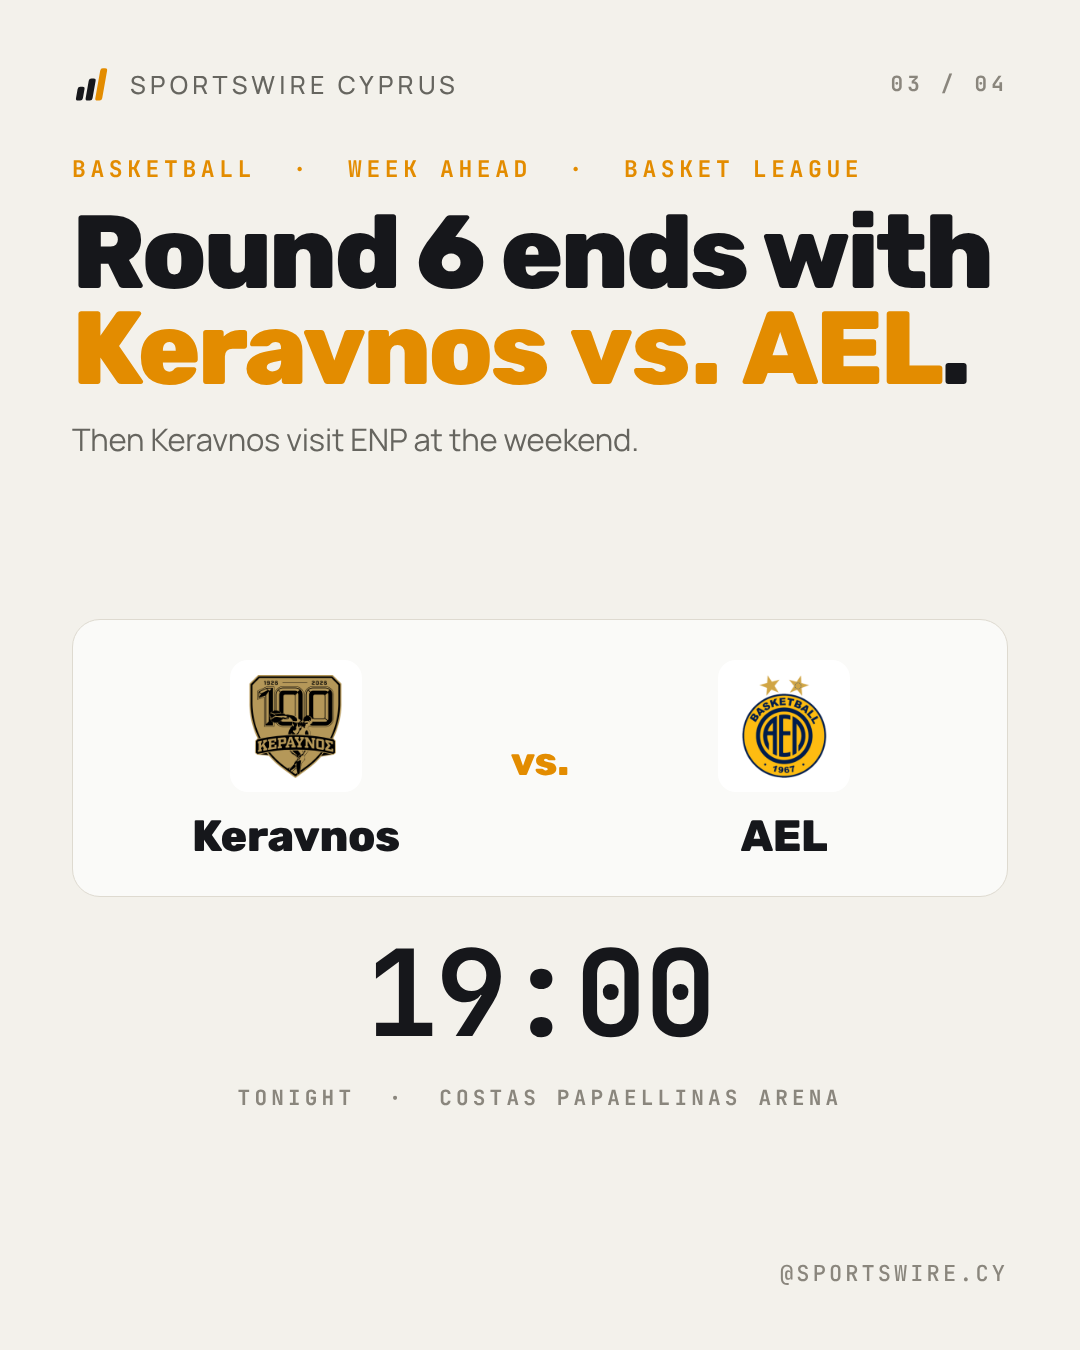 SPORTSWIRE CYPRUS
03 / 04
BASKETBALL · WEEK AHEAD · BASKET LEAGUE
Round 6 ends with
Keravnos vs. AEL.
Then Keravnos visit ENP at the weekend.
1926 2026
100
ΚΕΡΑΥΝΟΣ
BASKETBALL
ΑΕΛ
· 1967 ·
vs.
Keravnos
AEL
19:00
TONIGHT · COSTAS PAPAELLINAS ARENA
@SPORTSWIRE.CY